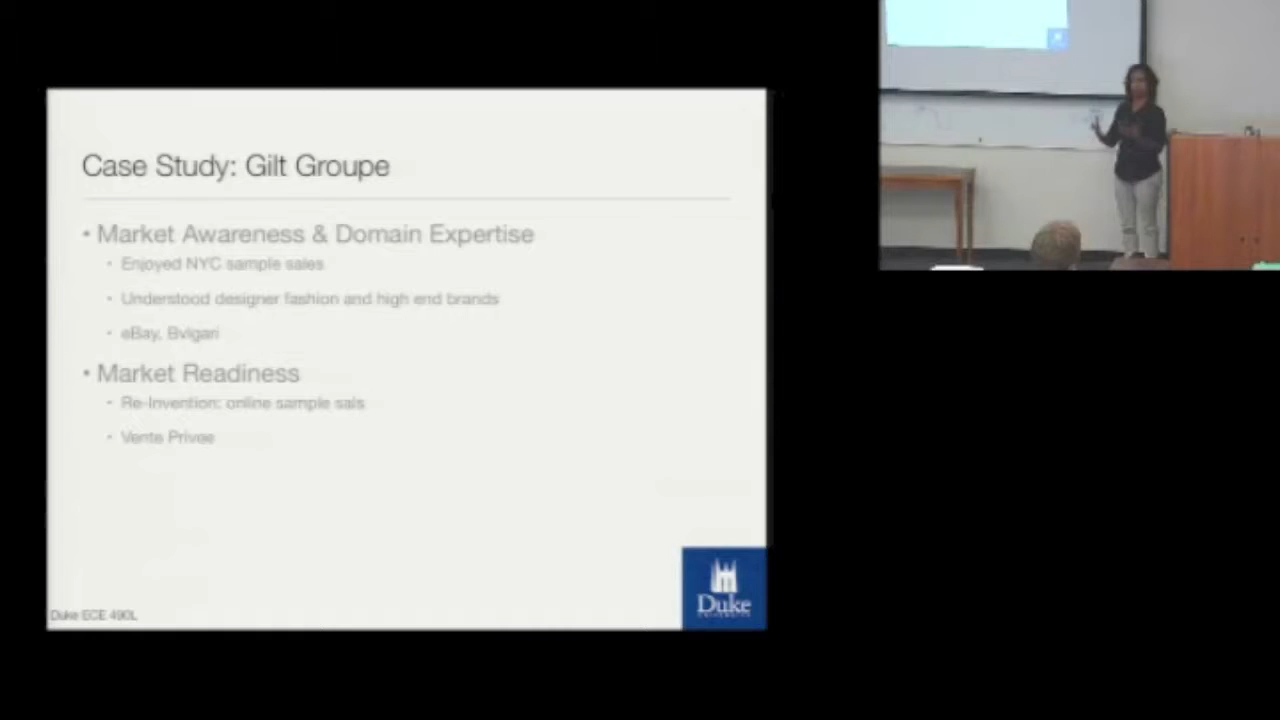 Case Study: Gilt Groupe
• Market Awareness & Domain Expertise
• Enjoyed NYC sample sales
• Understood designer fashion and high end brands
• eBay, Bvlgari
• Market Readiness
• Re-Invention: online sample sals
• Vente Privee
Duke
UNIVERSITY
Duke ECE 490L